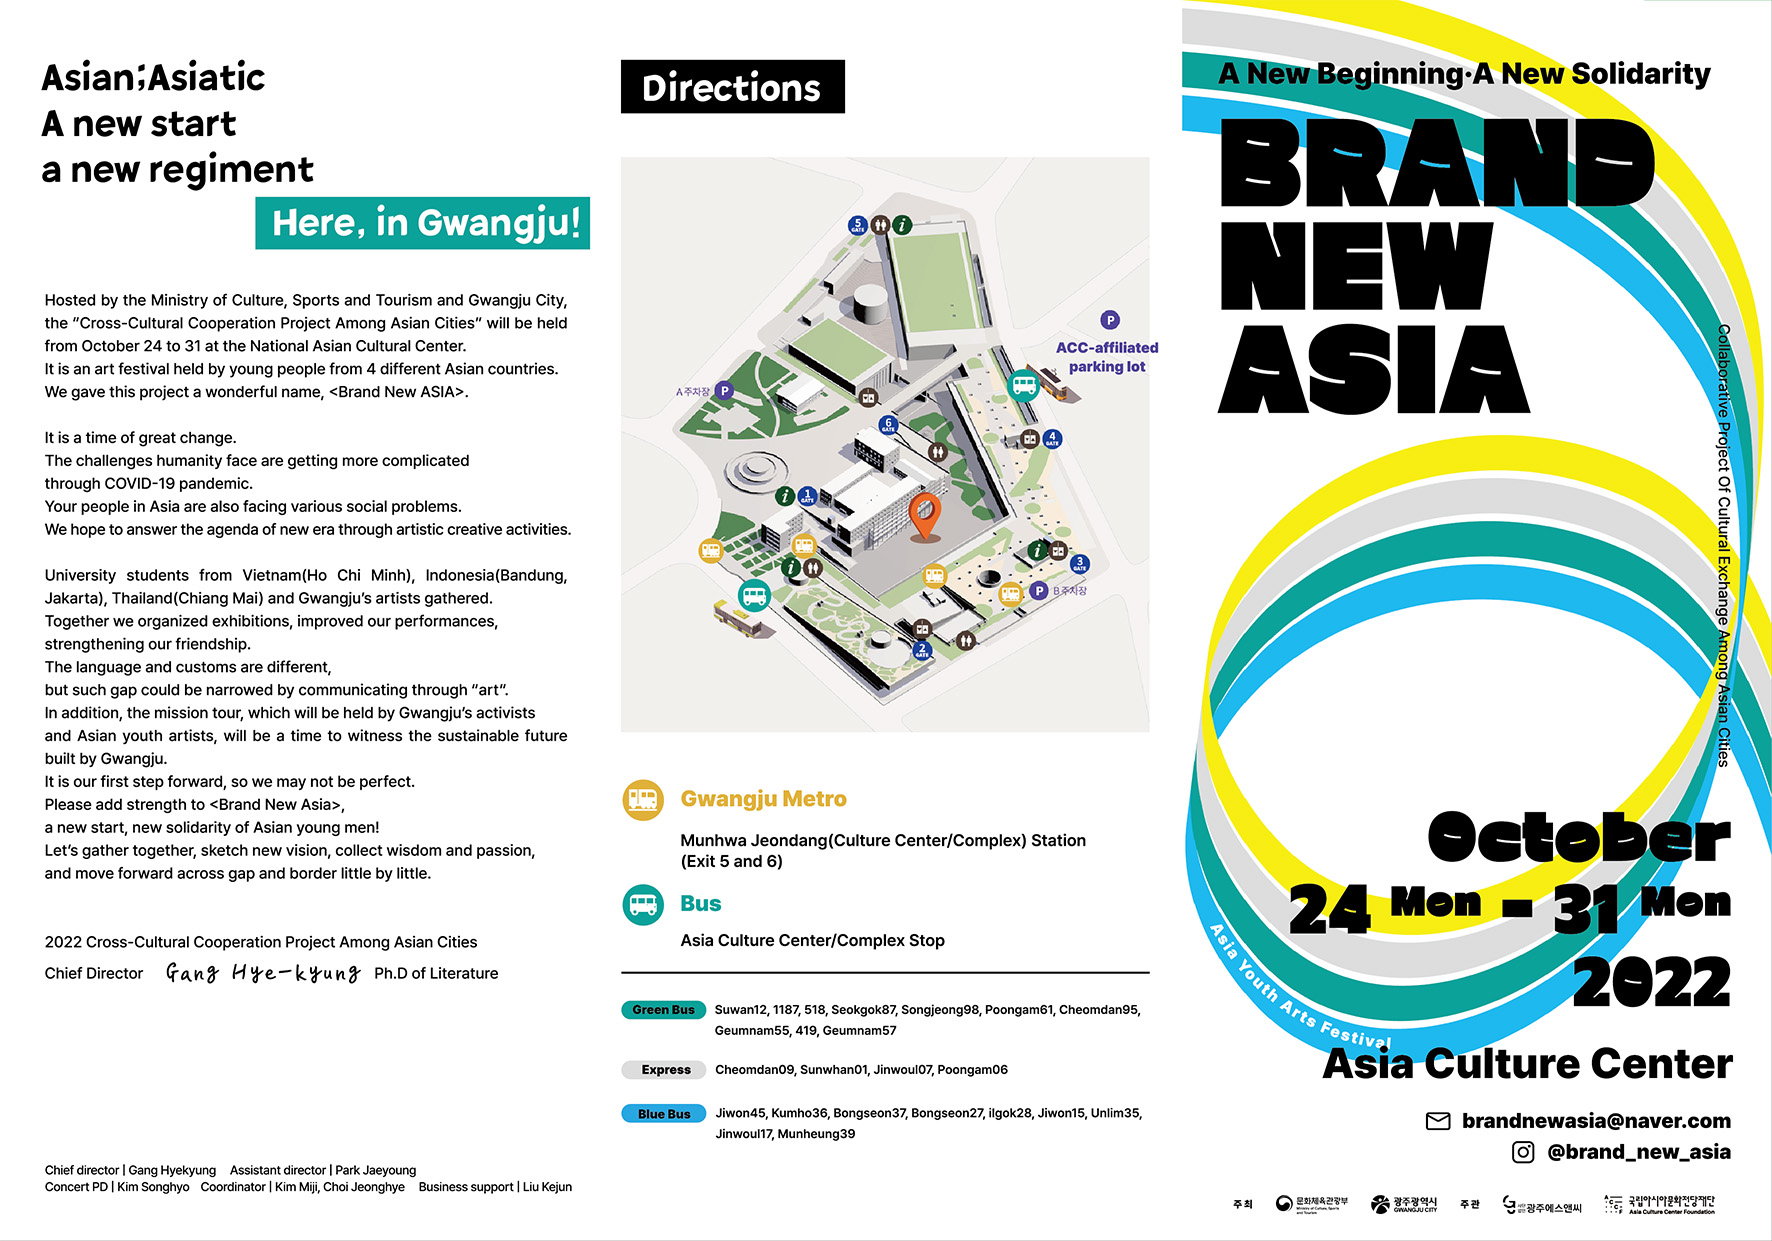 Asian;Asiatic
A new start
a new regiment
Here, in Gwangju!
Hosted by the Ministry of Culture, Sports and Tourism and Gwangju City,
the “Cross-Cultural Cooperation Project Among Asian Cities” will be held
from October 24 to 31 at the National Asian Cultural Center.
It is an art festival held by young people from 4 different Asian countries.
We gave this project a wonderful name, <Brand New ASIA>.
It is a time of great change.
The challenges humanity face are getting more complicated
through COVID-19 pandemic.
Your people in Asia are also facing various social problems.
We hope to answer the agenda of new era through artistic creative activities.
University students from Vietnam(Ho Chi Minh), Indonesia(Bandung,
Jakarta), Thailand(Chiang Mai) and Gwangju’s artists gathered.
Together we organized exhibitions, improved our performances,
strengthening our friendship.
The language and customs are different,
but such gap could be narrowed by communicating through “art“.
In addition, the mission tour, which will be held by Gwangju’s activists
and Asian youth artists, will be a time to witness the sustainable future
built by Gwangju.
It is our first step forward, so we may not be perfect.
Please add strength to <Brand New Asia>,
a new start, new solidarity of Asian young men!
Let’s gather together, sketch new vision, collect wisdom and passion,
and move forward across gap and border little by little.
2022 Cross-Cultural Cooperation Project Among Asian Cities
Chief Director Gang Hye-kyung Ph.D of Literature
Chief director | Gang Hyekyung Assistant director | Park Jaeyoung
Concert PD | Kim Songhyo Coordinator | Kim Miji, Choi Jeonghye Business support | Liu Kejun
Directions
5 GATE i
P
ACC-affiliated
parking lot
A 주차장 P
6 GATE
4 GATE
i 1 GATE
i
i 3 GATE
P B 주차장
2 GATE
Gwangju Metro
Munhwa Jeondang(Culture Center/Complex) Station
(Exit 5 and 6)
Bus
Asia Culture Center/Complex Stop
Green Bus Suwan12, 1187, 518, Seokgok87, Songjeong98, Poongam61, Cheomdan95,
Geumnam55, 419, Geumnam57
Express Cheomdan09, Sunwhan01, Jinwoul07, Poongam06
Blue Bus Jiwon45, Kumho36, Bongseon37, Bongseon27, ilgok28, Jiwon15, Unlim35,
Jinwoul17, Munheung39
A New Beginning·A New Solidarity
BRAND
NEW
ASIA
Collaborative Project Of Cultural Exchange Among Asian Cities
October
24 Mon - 31 Mon
2022
Asia Youth Arts Festival
Asia Culture Center
brandnewasia@naver.com
@brand_new_asia
주최 문화체육관광부 Ministry of Culture, Sports and Tourism 광주광역시 GWANGJU CITY 주관 사단법인 광주에스앤씨 ACCF 국립아시아문화전당재단 Asia Culture Center Foundation